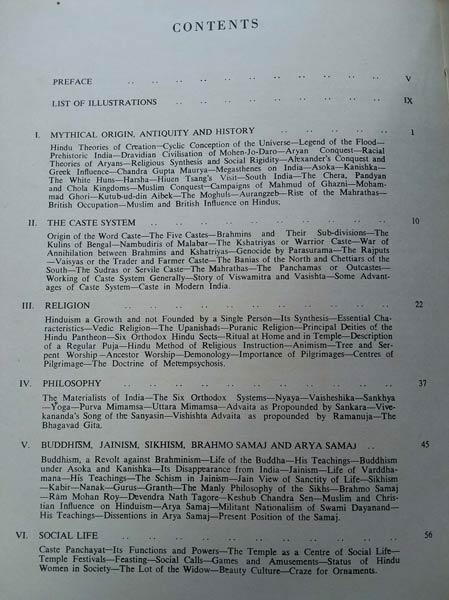 CONTENTS
PREFACE .. .. .. .. .. .. .. .. .. .. .. V
LIST OF ILLUSTRATIONS .. .. .. .. .. .. .. .. .. IX
I. MYTHICAL ORIGIN, ANTIQUITY AND HISTORY .. .. .. .. .. 1
Hindu Theories of Creation—Cyclic Conception of the Universe—Legend of the Flood—
Prehistoric India—Dravidian Civilisation of Mohen-Jo-Daro—Aryan Conquest—Racial
Theories of Aryans—Religious Synthesis and Social Rigidity—Alexander's Conquest and
Greek Influence—Chandra Gupta Maurya—Megasthenes on India—Asoka—Kanishka—
The White Huns—Harsha—Hiuen Tsang's Visit—South India—The Chera, Pandyan
and Chola Kingdoms—Muslim Conquest—Campaigns of Mahmud of Ghazni—Moham-
mad Ghori—Kutub-ud-din Aibek—The Moghuls—Aurangzeb—Rise of the Mahrathas—
British Occupation—Muslim and British Influence on Hindus.
II. THE CASTE SYSTEM .. .. .. .. .. .. .. .. .. 10
Origin of the Word Caste—The Five Castes—Brahmins and Their Sub-divisions—The
Kulins of Bengal—Nambudiris of Malabar—The Kshatriyas or Warrior Caste—War of
Annihilation between Brahmins and Kshatriyas—Genocide by Parasurama—The Rajputs
—Vaisyas or the Trader and Farmer Caste—The Banias of the North and Chettiars of the
South—The Sudras or Servile Caste—The Mahrathas—The Panchamas or Outcastes—
Working of Caste System Generally—Story of Viswamitra and Vasishta—Some Advant-
ages of Caste System—Caste in Modern India.
III. RELIGION .. .. .. .. .. .. .. .. .. .. 22
Hinduism a Growth and not Founded by a Single Person—Its Synthesis—Essential Cha-
racteristics—Vedic Religion—The Upanishads—Puranic Religion—Principal Deities of the
Hindu Pantheon—Six Orthodox Hindu Sects—Ritual at Home and in Temple—Description
of a Regular Puja—Hindu Method of Religious Instruction—Animism—Tree and Ser-
pent Worship—Ancestor Worship—Demonology—Importance of Pilgrimages—Centres of
Pilgrimage—The Doctrine of Metempsychosis.
IV. PHILOSOPHY .. .. .. .. .. .. .. .. .. .. 37
The Materialists of India—The Six Orthodox Systems—Nyaya—Vaisheshika—Sankhya
—Yoga—Purva Mimamsa—Uttara Mimamsa—Advaita as Propounded by Sankara—Vive-
kananda's Song of the Sanyasin—Vishishta Advaita as propounded by Ramanuja—The
Bhagavad Gita.
V. BUDDHISM, JAINISM, SIKHISM, BRAHMO SAMAJ AND ARYA SAMAJ .. 45
Buddhism, a Revolt against Brahminism—Life of the Buddha—His Teachings—Buddhism
under Asoka and Kanishka—Its Disappearance from India—Jainism—Life of Varddha-
mana—His Teachings—The Schism in Jainism—Jain View of Sanctity of Life—Sikhism
—Kabir—Nanak—Gurus—Granth—The Manly Philosophy of the Sikhs—Brahmo Samaj
—Ram Mohan Roy—Devendra Nath Tagore—Keshub Chandra Sen—Muslim and Chris-
tian Influence on Hinduism—Arya Samaj—Militant Nationalism of Swami Dayanand—
His Teachings—Dissentions in Arya Samaj—Present Position of the Samaj.
VI. SOCIAL LIFE .. .. .. .. .. .. .. .. .. .. 56
Caste Panchayat—Its Functions and Powers—The Temple as a Centre of Social Life—
Temple Festivals—Feasting—Social Calls—Games and Amusements—Status of Hindu
Women in Society—The Lot of the Widow—Beauty Culture—Craze for Ornaments.